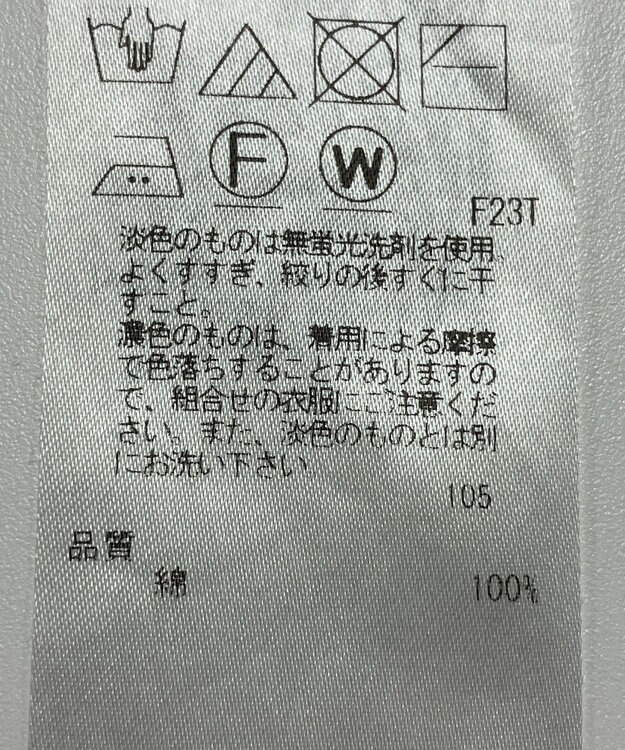 F
W
F23T
淡色のものは無蛍光洗剤を使用、
よくすすぎ、絞りの後すぐに干
すこと。
濃色のものは、着用による摩擦
で色落ちすることがありますの
で、組合せの衣服にご注意くだ
さい。また、淡色のものとは別
にお洗い下さい
105
品質
綿 100%